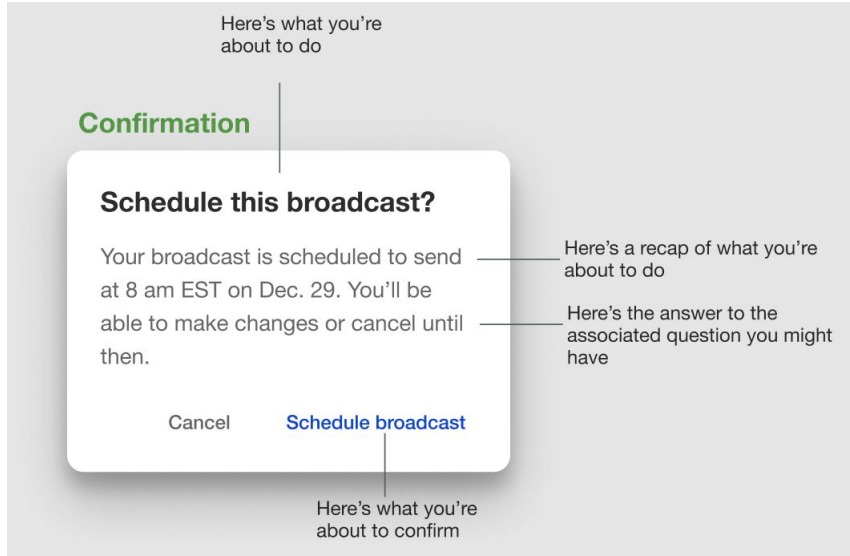 Here’s what you’re
about to do
Confirmation
Schedule this broadcast?
Your broadcast is scheduled to send
at 8 am EST on Dec. 29. You’ll be
able to make changes or cancel until
then.
Here’s a recap of what you’re
about to do
Here’s the answer to the
associated question you might
have
Cancel
Schedule broadcast
Here’s what you’re
about to confirm